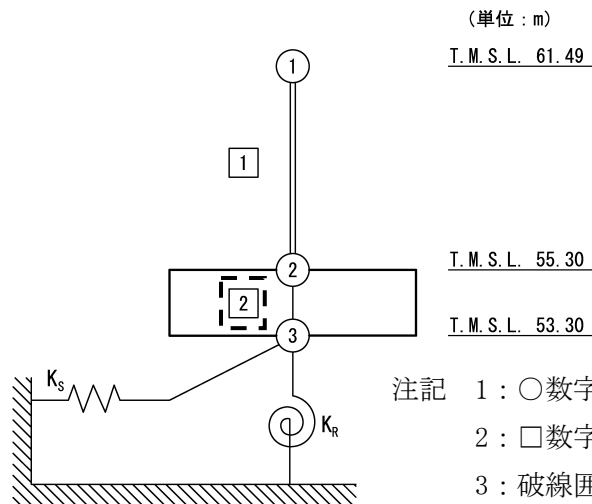 (単位:m)
①
T.M.S.L. 61.49
1
②
T.M.S.L. 55.30
2
③
T.M.S.L. 53.30
K_S
K_R
注記 1:○数字
2:□数字
3:破線囲